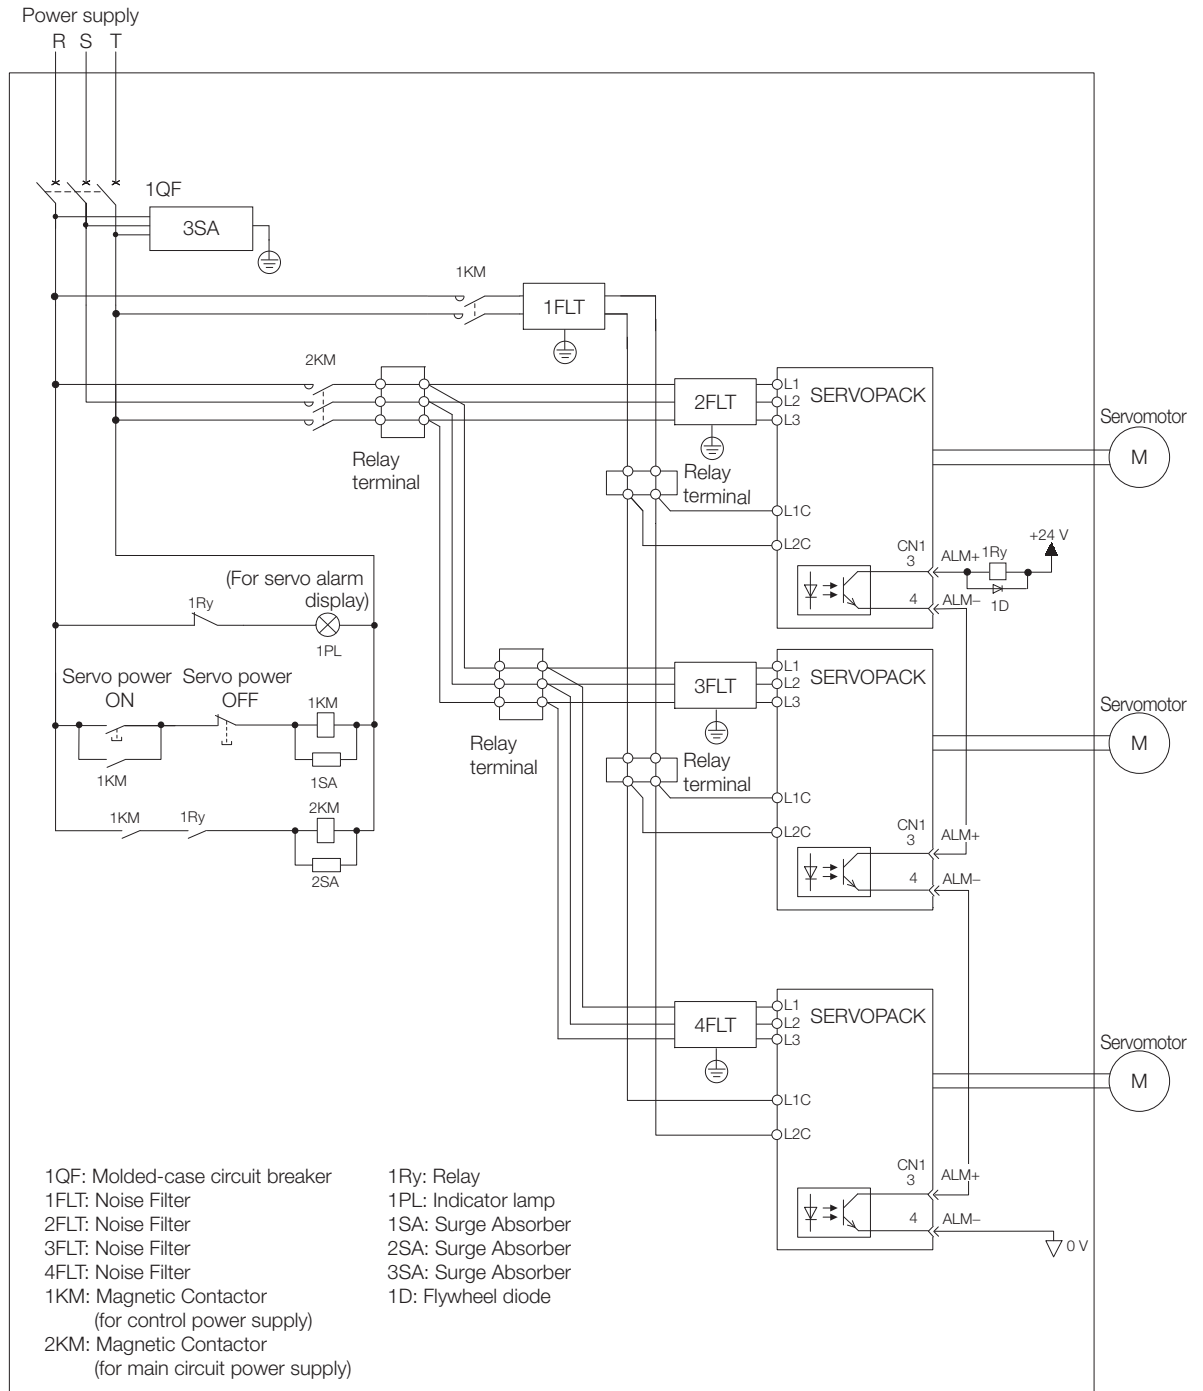 Power supply
R S T
1QF
3SA
1KM
1FLT
2KM
L1
L2
L3
2FLT
SERVOPACK
Servomotor
M
Relay
terminal
Relay
terminal
L1C
L2C
CN1
3
4
ALM+
ALM−
1Ry
+24 V
1D
(For servo alarm
display)
1Ry
1PL
Servo power
ON
Servo power
OFF
1KM
1KM
1SA
1KM
1Ry
2KM
2SA
Relay
terminal
3FLT
L1
L2
L3
SERVOPACK
Servomotor
M
Relay
terminal
L1C
L2C
CN1
3
4
ALM+
ALM−
4FLT
L1
L2
L3
SERVOPACK
Servomotor
M
L1C
L2C
CN1
3
4
ALM+
ALM−
0 V
1QF: Molded-case circuit breaker
1FLT: Noise Filter
2FLT: Noise Filter
3FLT: Noise Filter
4FLT: Noise Filter
1KM: Magnetic Contactor
(for control power supply)
2KM: Magnetic Contactor
(for main circuit power supply)
1Ry: Relay
1PL: Indicator lamp
1SA: Surge Absorber
2SA: Surge Absorber
3SA: Surge Absorber
1D: Flywheel diode